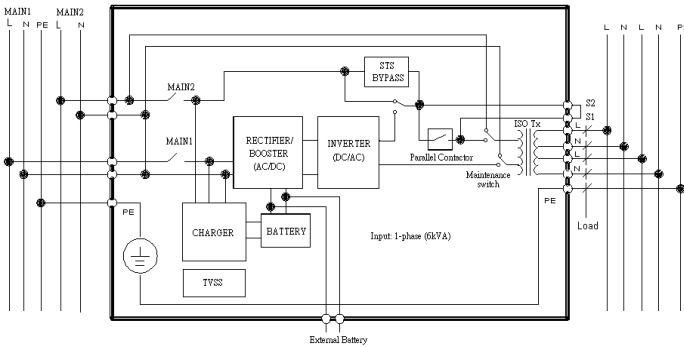 MAIN1
MAIN2
L
N
PE
L
N
L
N
L
N
P
MAIN2
STS
BYPASS
S2
S1
MAIN1
RECTIFIER/
BOOSTER
(AC/DC)
INVERTER
(DC/AC)
Parallel Contactor
ISO Tx
L
N
L
N
Maintenance
switch
PE
PE
CHARGER
BATTERY
Input: 1-phase (6kVA)
Load
TVSS
External Battery